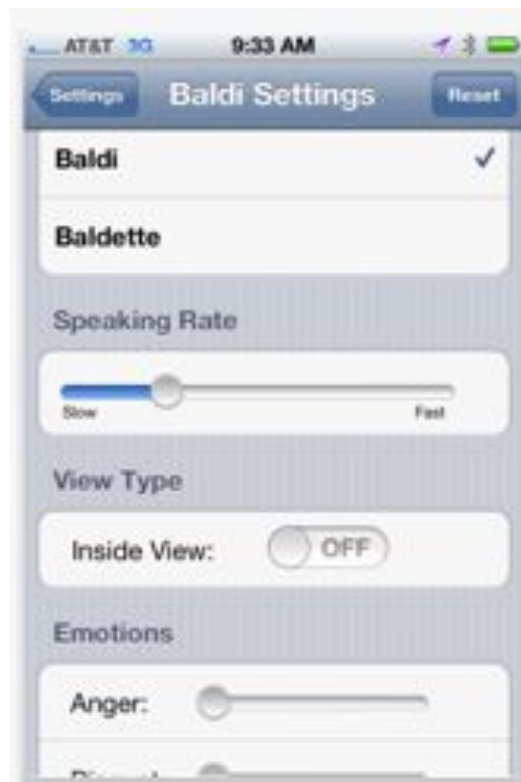 AT&T 3G 9:33 AM
Settings Baldi Settings Reset
Baldi
Baldette
Speaking Rate
Slow Fast
View Type
Inside View: OFF
Emotions
Anger: